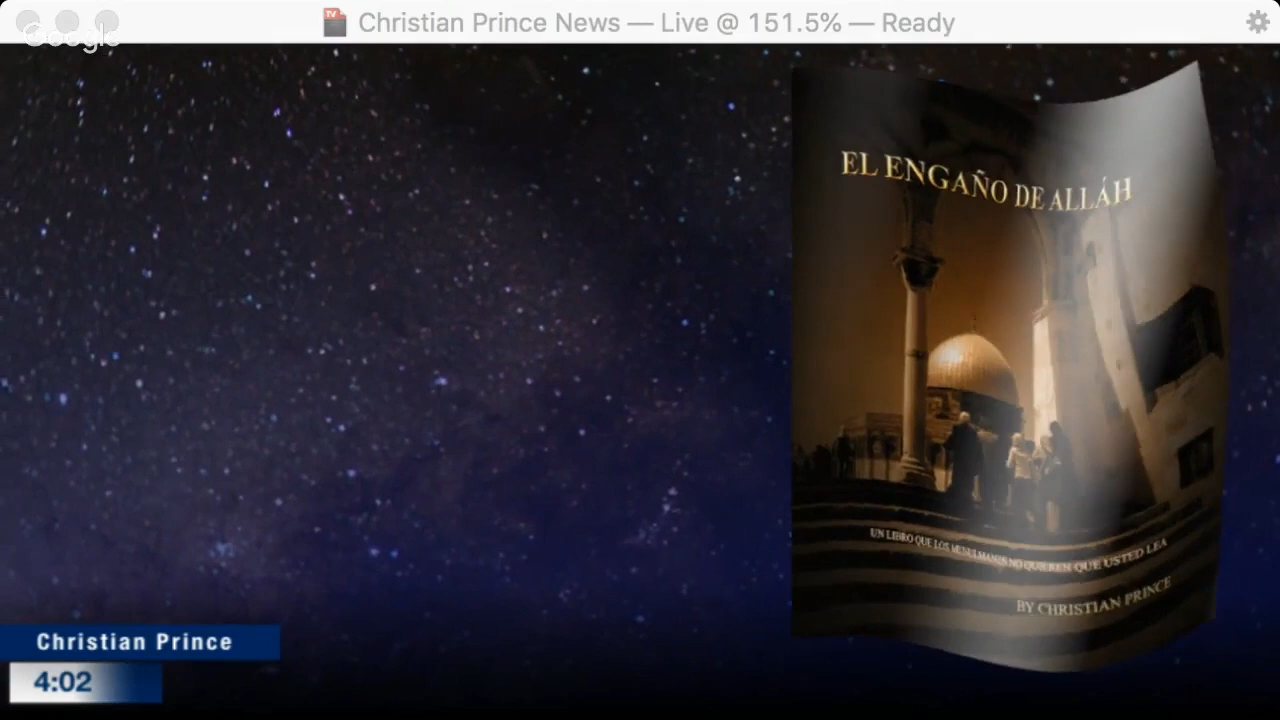 Christian Prince News — Live @ 151.5% — Ready
Google
TV
EL ENGAÑO DE ALLÁH
UN LIBRO QUE LOS MUSULMANES NO QUIEREN QUE USTED LEA
BY CHRISTIAN PRINCE
Christian Prince
4:02